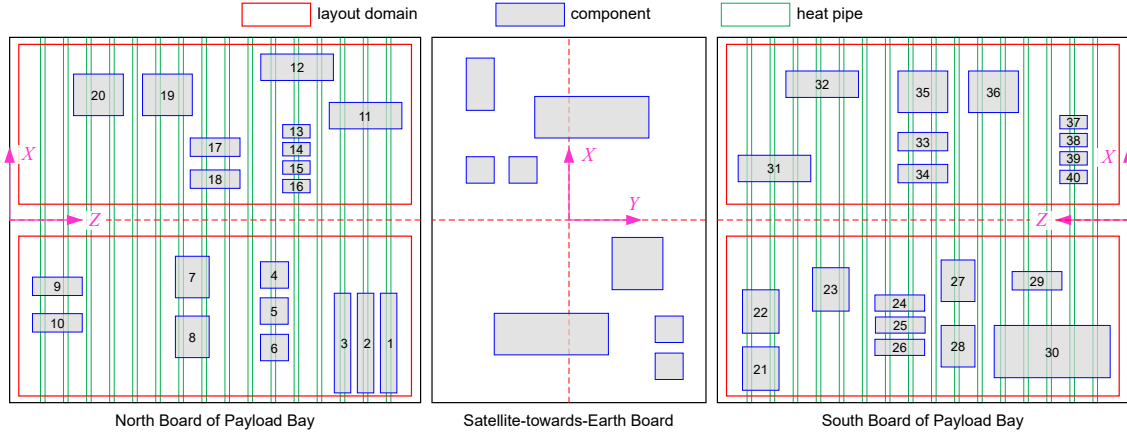 layout domain component heat pipe
12
20 19 32 35 36
11
13 37
17 14 33 38
X 15 X 31 39 X
18 16 34 40
Z Y Z
7 4 27 29
9 23
5 22 24
10 25
8 6 3 2 1 26 28 30
21
North Board of Payload Bay Satellite-towards-Earth Board South Board of Payload Bay